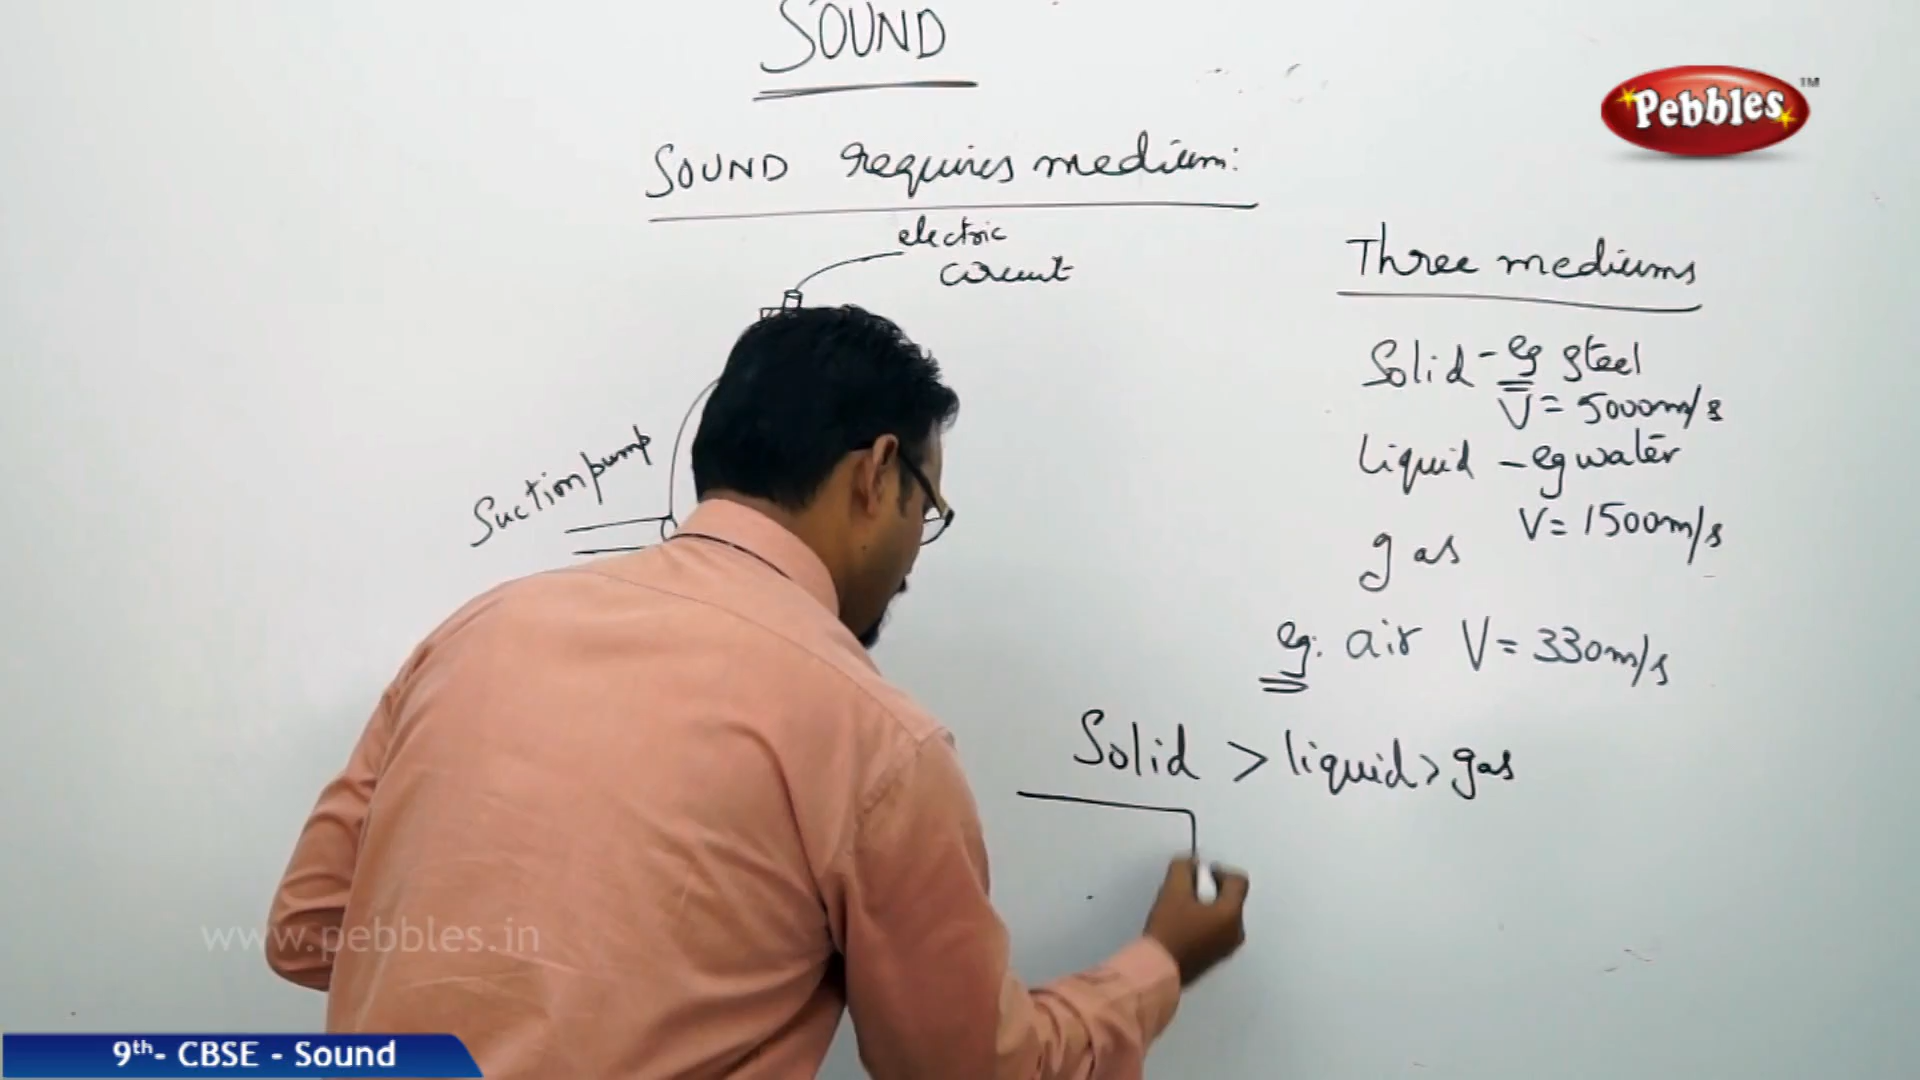 SOUND
Pebbles™
SOUND requires medium:
electric
circuit
Suction pump
Three mediums
Solid - eg steel
V = 5000m/s
liquid - eg water
V = 1500m/s
gas
eg: air V = 330m/s
Solid > liquid > gas
www.pebbles.in
9th- CBSE - Sound